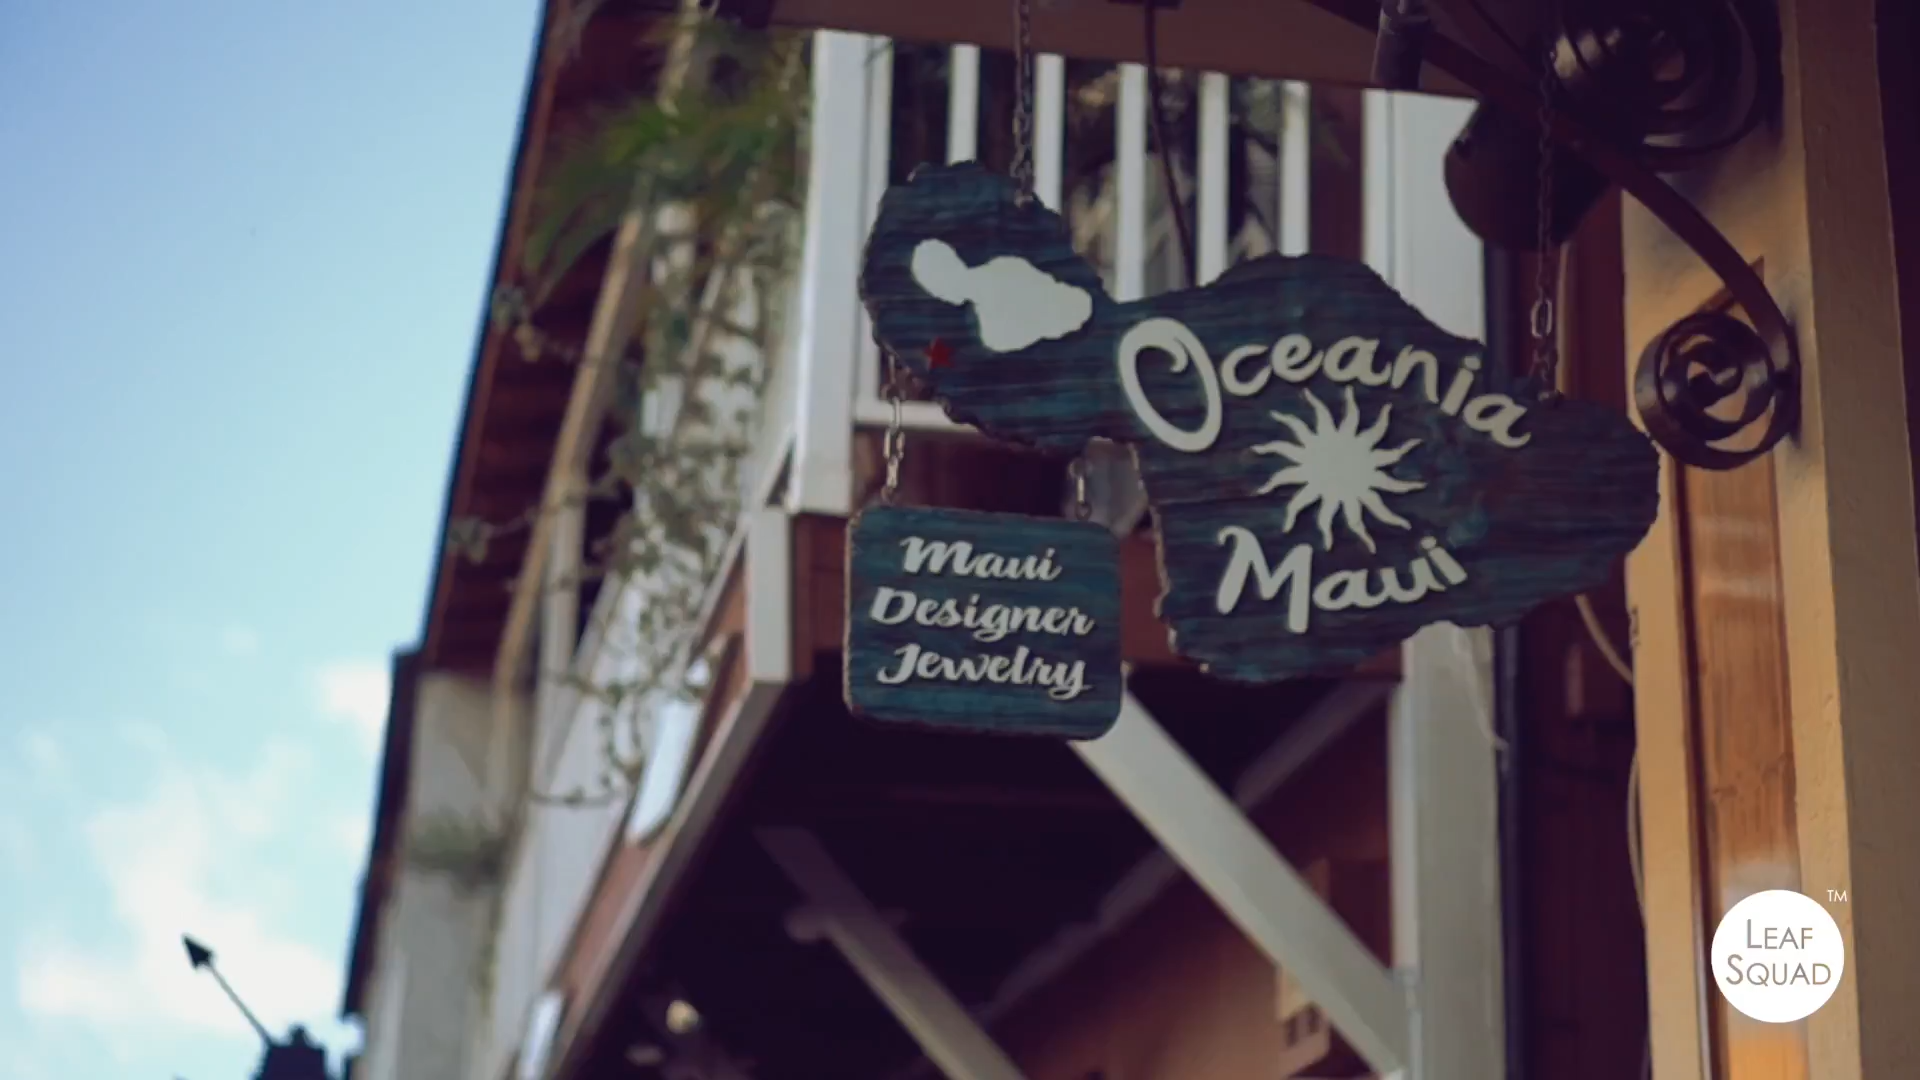 Oceania
Maui
Maui
Designer
Jewelry
LEAF
SQUAD
TM